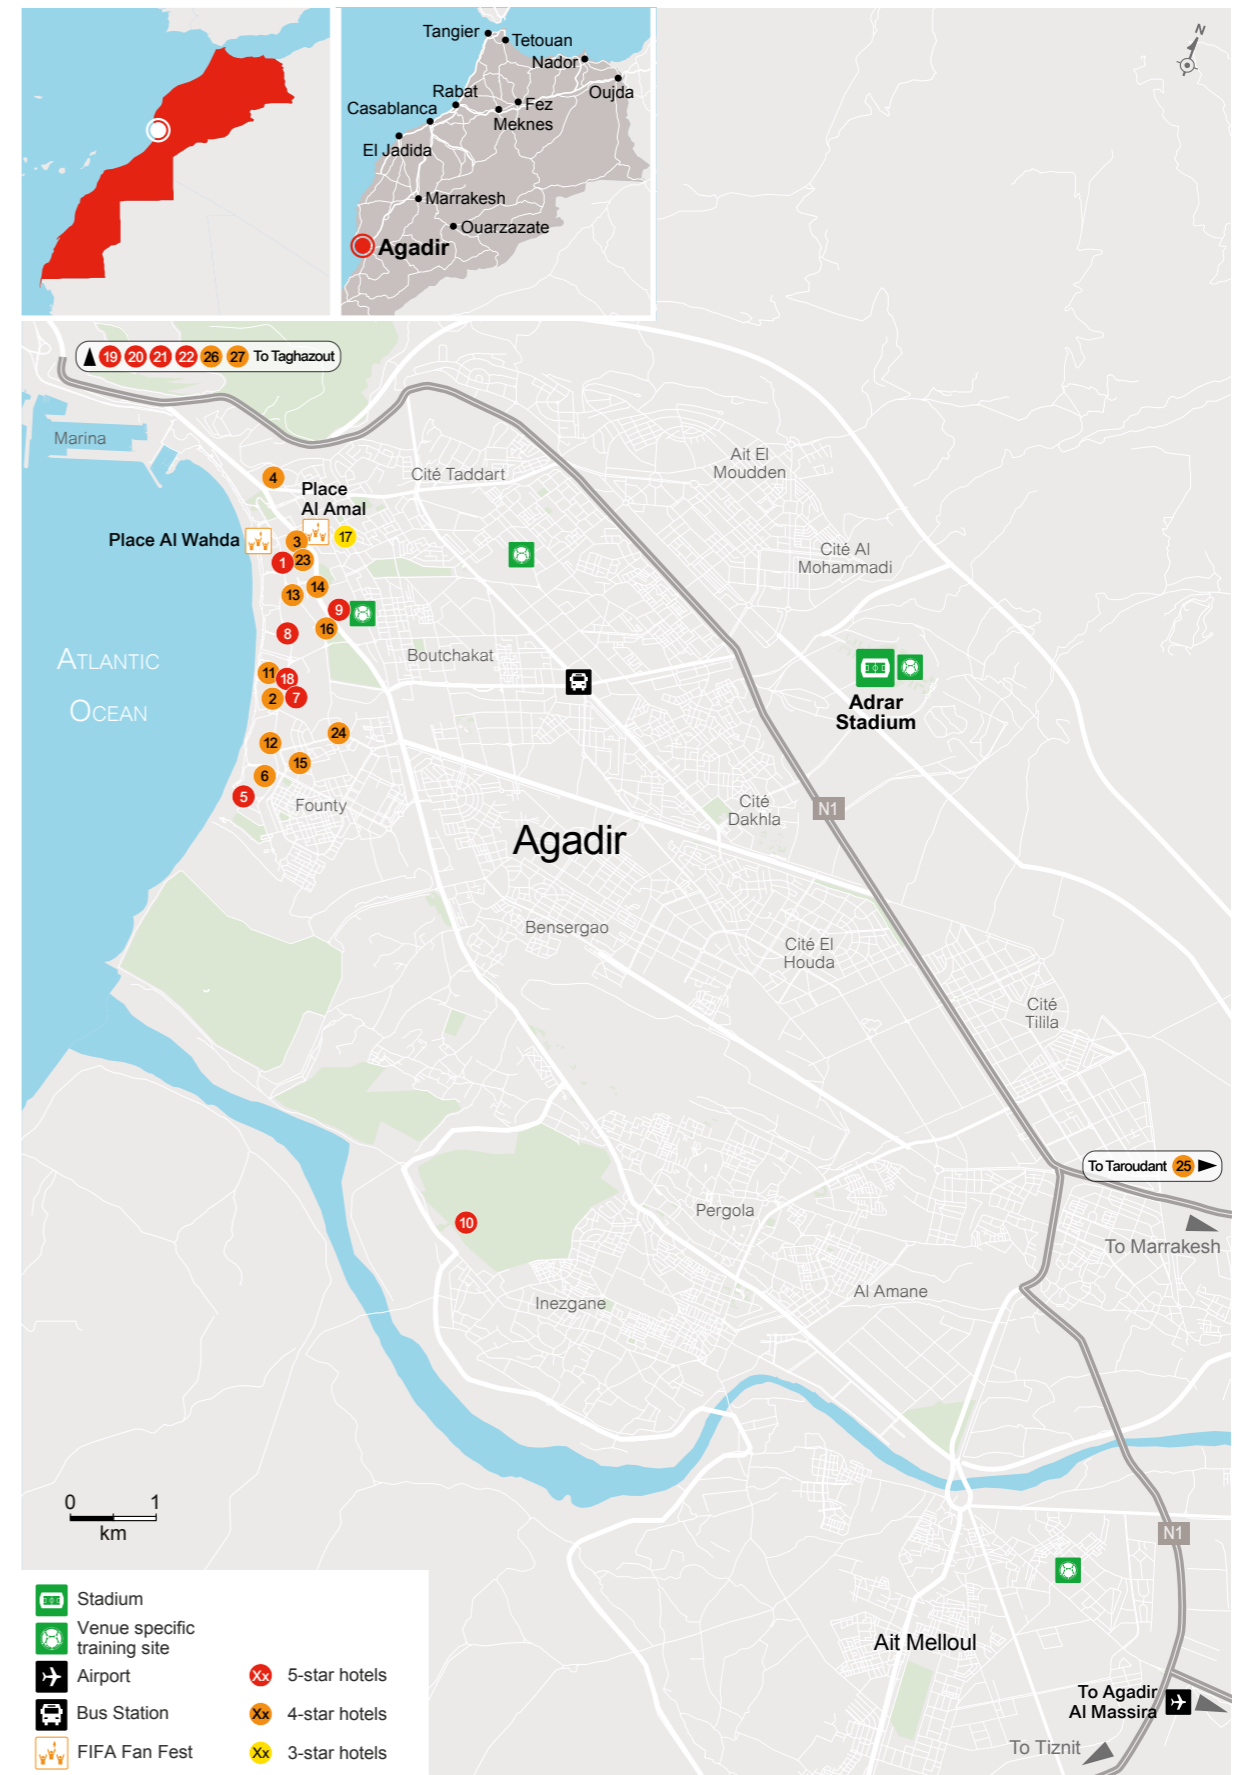 Tangier
Tetouan
Nador
Oujda
Rabat
Fez
Casablanca
Meknes
El Jadida
Marrakesh
Ouarzazate
Agadir
N
19 20 21 22 26 27 To Taghazout
Marina
4
Cité Taddart
Ait El
Moudden
Place
Al Amal
Place Al Wahda
3
17
1
23
Cité Al
Mohammadi
14
13
9
16
8
Boutchakat
ATLANTIC
OCEAN
11
18
2
7
Adrar
Stadium
24
12
15
6
5
Founty
Cité
Dakhla
N1
Agadir
Bensergao
Cité El
Houda
Cité
Tilila
To Taroudant 25
10
Pergola
To Marrakesh
Inezgane
Al Amane
0 1
km
N1
Ait Melloul
To Agadir
Al Massira
To Tiznit
Stadium
Venue specific
training site
Airport
Bus Station
FIFA Fan Fest
Xx 5-star hotels
Xx 4-star hotels
Xx 3-star hotels